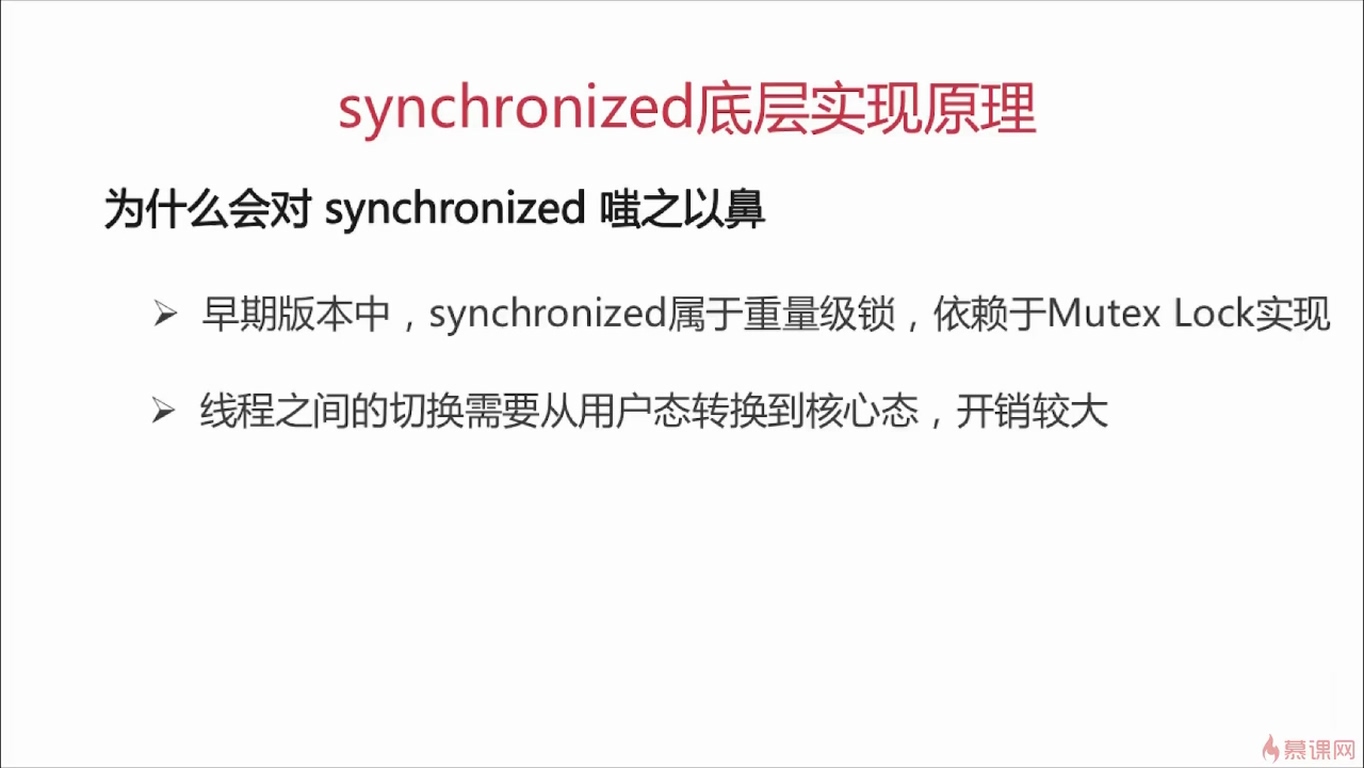 synchronized底层实现原理
为什么会对 synchronized 嗤之以鼻
➢ 早期版本中，synchronized属于重量级锁，依赖于Mutex Lock实现
➢ 线程之间的切换需要从用户态转换到核心态，开销较大
慕课网